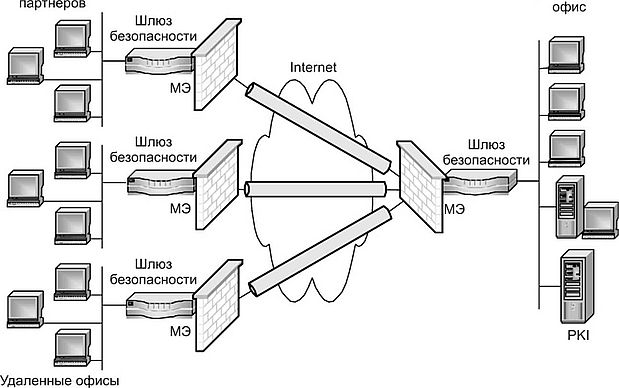 партнеров
офис
Шлюз
безопасности
МЭ
Internet
Шлюз
безопасности
МЭ
Шлюз
безопасности
МЭ
Шлюз
безопасности
МЭ
PKI
Удаленные офисы